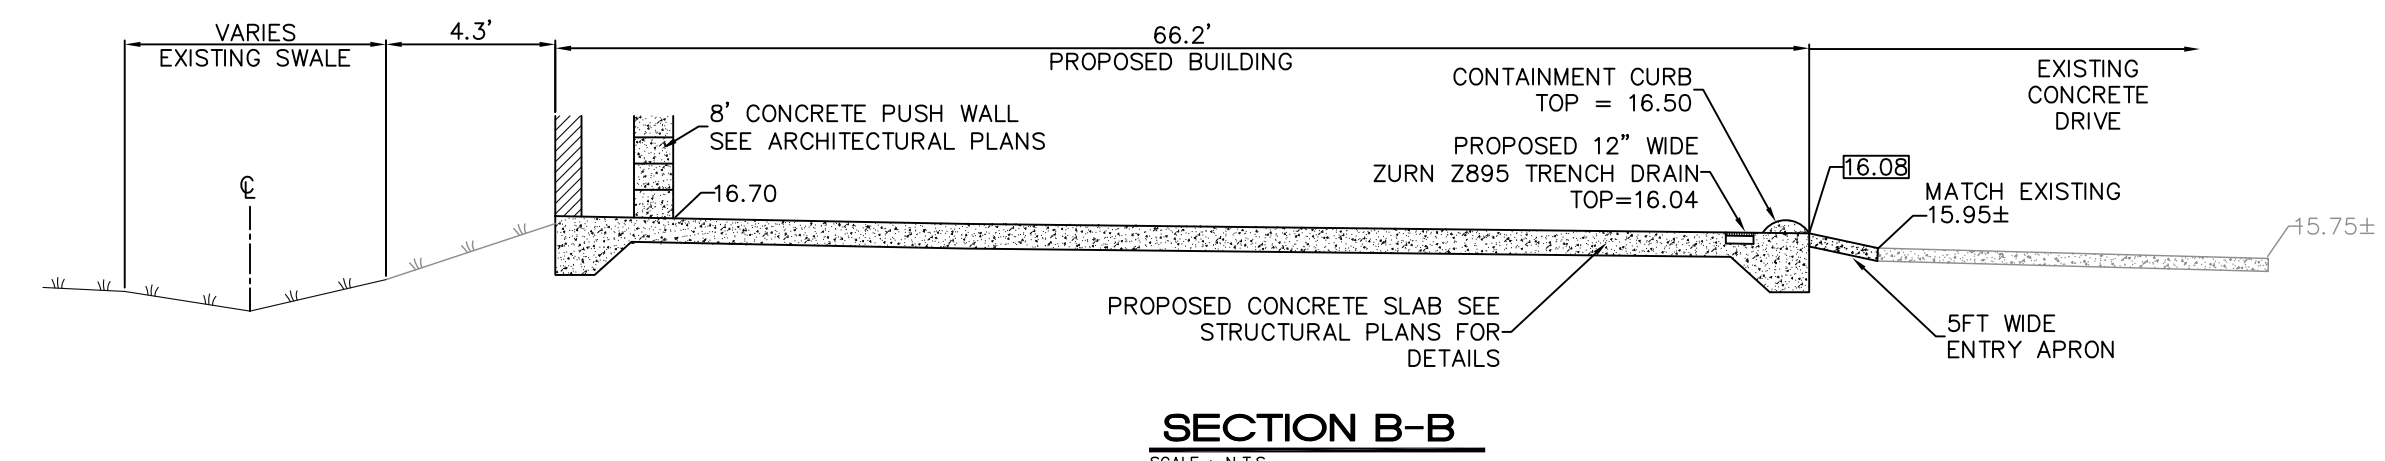 VARIES
EXISTING SWALE
4.3'
66.2'
PROPOSED BUILDING
EXISTING
CONCRETE
DRIVE
CONTAINMENT CURB
TOP = 16.50
8' CONCRETE PUSH WALL
SEE ARCHITECTURAL PLANS
PROPOSED 12" WIDE
ZURN Z895 TRENCH DRAIN
TOP=16.04
16.08
℄
16.70
MATCH EXISTING
15.95±
15.75±
PROPOSED CONCRETE SLAB SEE
STRUCTURAL PLANS FOR
DETAILS
5FT WIDE
ENTRY APRON
SECTION B-B
SCALE : N.T.S.